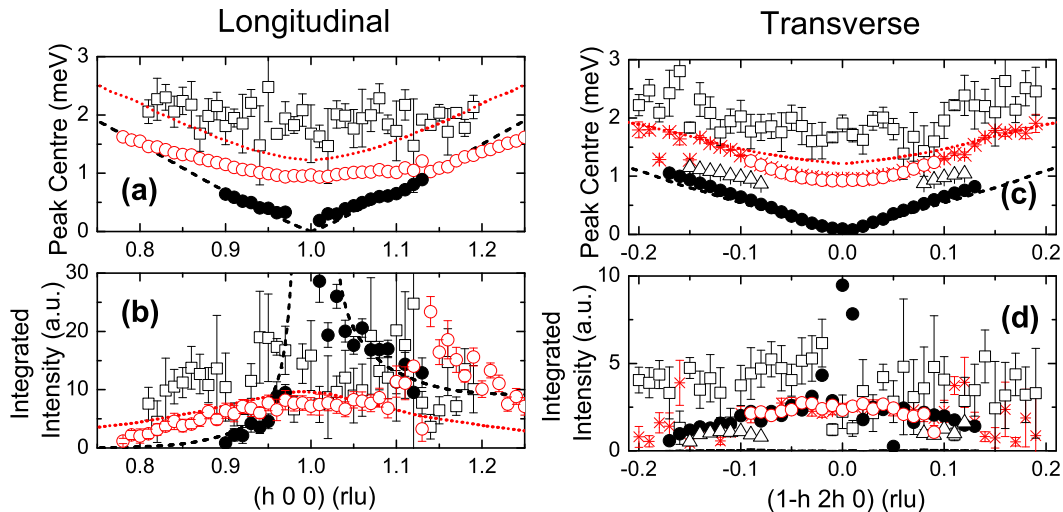 Longitudinal
Transverse
Peak Centre (meV)
3
2
1
0
(a)
0.8
0.9
1.0
1.1
1.2
Peak Centre (meV)
3
2
1
0
(c)
-0.2
-0.1
0.0
0.1
0.2
Integrated
Intensity (a.u.)
30
20
10
0
(b)
0.8
0.9
1.0
1.1
1.2
(h 0 0) (rlu)
Integrated
Intensity (a.u.)
10
5
0
(d)
-0.2
-0.1
0.0
0.1
0.2
(1-h 2h 0) (rlu)